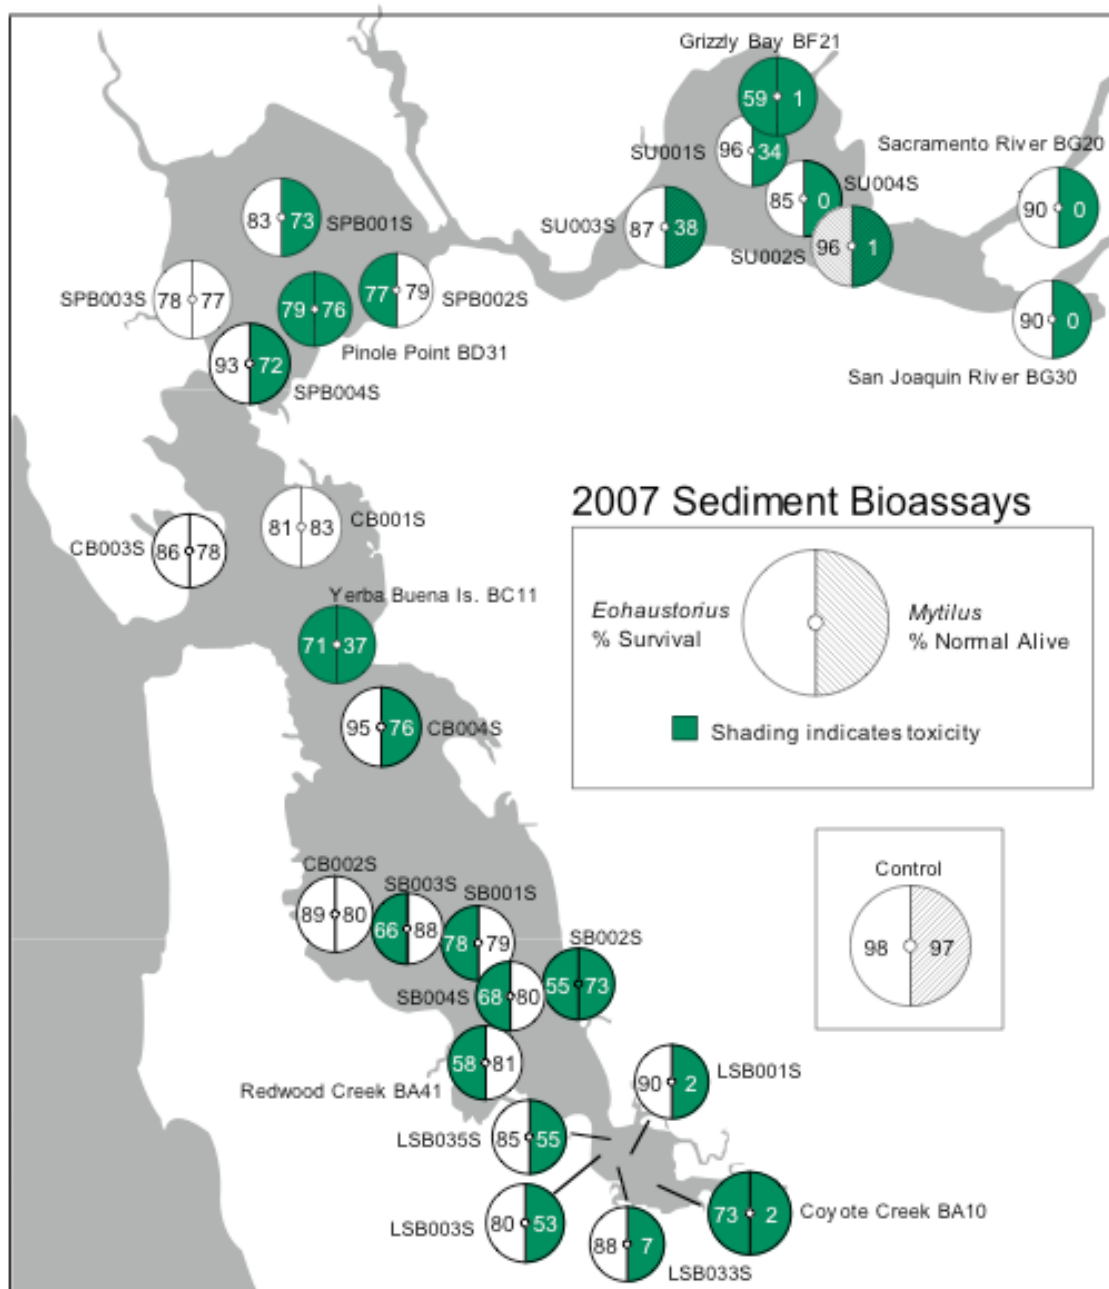 Grizzly Bay BF21
59 1
SU001S
96 34
Sacramento River BG20
90 0
SU004S
85 0
SU003S
87 38
SU002S
96 1
90 0
San Joaquin River BG30
83 73
SPB001S
SPB003S
78 77
79 76
77 79
SPB002S
Pinole Point BD31
93 72
SPB004S
2007 Sediment Bioassays
Eohaustorius
% Survival
Mytilus
% Normal Alive
Shading indicates toxicity
Control
98 97
81 83
CB001S
CB003S
86 78
Yerba Buena Is. BC11
71 37
95 76
CB004S
CB002S
89 80
SB003S
66 88
SB001S
78 79
SB002S
55 73
SB004S
68 80
58 81
Redwood Creek BA41
90 2
LSB001S
LSB035S
85 55
LSB003S
80 53
88 7
LSB033S
73 2
Coyote Creek BA10